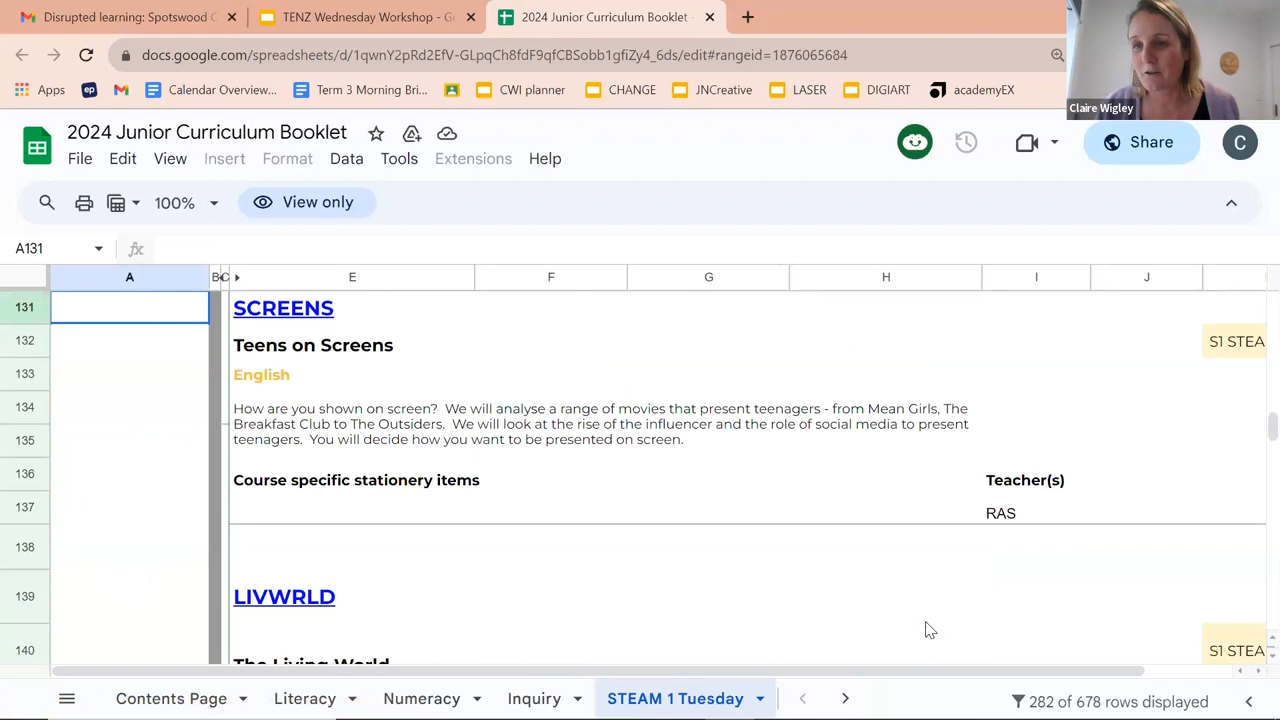 Disrupted learning: Spotswood C
TENZ Wednesday Workshop - G
2024 Junior Curriculum Booklet -
docs.google.com/spreadsheets/d/1qwnY2pRd2EfV-GLpqCh8fdF9qfCBSobb1gfiZy4_6ds/edit#rangeid=1876065684
Apps
ep
Calendar Overview...
Term 3 Morning Bri...
CWI planner
CHANGE
JNCreative
LASER
DIGIART
academyEX
Claire Wigley
2024 Junior Curriculum Booklet
File Edit View Insert Format Data Tools Extensions Help
Share
C
100%
View only
A131
fx
A B C E F G H I J
131 SCREENS
132 Teens on Screens S1 STEA
133 English
134 How are you shown on screen? We will analyse a range of movies that present teenagers - from Mean Girls, The
Breakfast Club to The Outsiders. We will look at the rise of the influencer and the role of social media to present
135 teenagers. You will decide how you want to be presented on screen.
136 Course specific stationery items Teacher(s)
137 RAS
138
139 LIVWRLD
140 The Living World S1 STEA
Contents Page Literacy Numeracy Inquiry STEAM 1 Tuesday 282 of 678 rows displayed